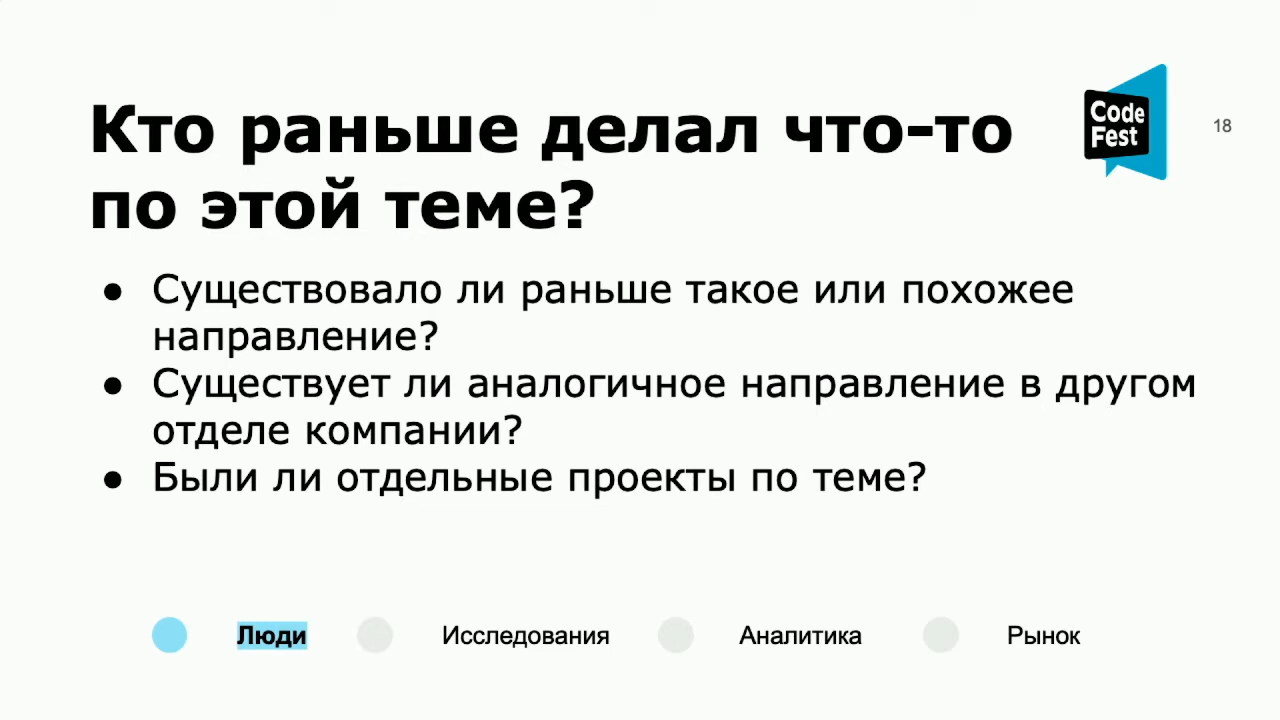 Кто раньше делал что-то
по этой теме?
Code
Fest
18
● Существовало ли раньше такое или похожее
направление?
● Существует ли аналогичное направление в другом
отделе компании?
● Были ли отдельные проекты по теме?
Люди
Исследования
Аналитика
Рынок